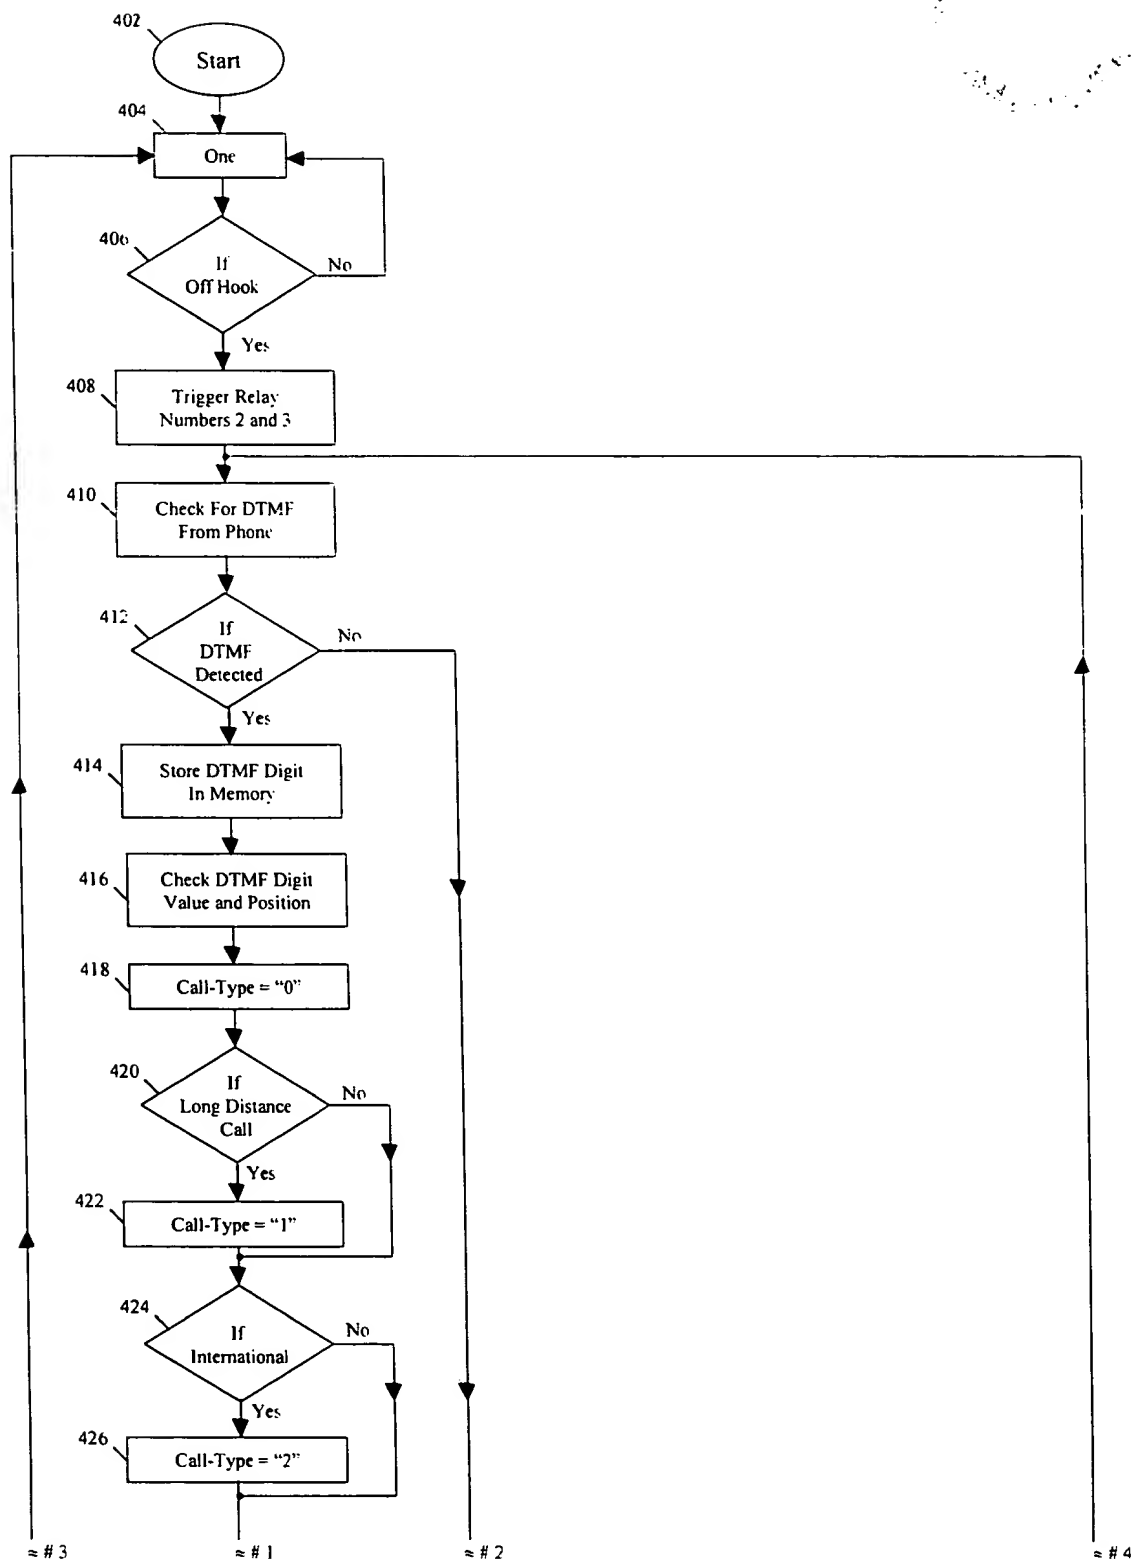 402
Start
404
One
406
If
Off Hook
No
Yes
408
Trigger Relay
Numbers 2 and 3
410
Check For DTMF
From Phone
412
If
DTMF
Detected
No
Yes
414
Store DTMF Digit
In Memory
416
Check DTMF Digit
Value and Position
418
Call-Type = “0”
420
If
Long Distance
Call
No
Yes
422
Call-Type = “1”
424
If
International
No
Yes
426
Call-Type = “2”
≈ # 3
≈ # 1
≈ # 2
≈ # 4